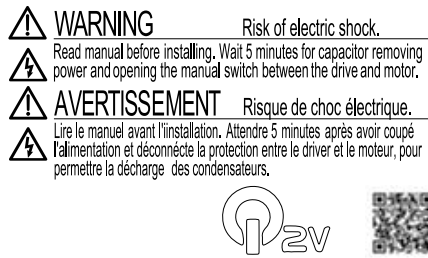 WARNING Risk of electric shock.
Read manual before installing. Wait 5 minutes for capacitor removing
power and opening the manual switch between the drive and motor.
AVERTISSEMENT Risque de choc électrique.
Lire le manuel avant l'installation. Attendre 5 minutes après avoir coupé
l'alimentation et déconnécte la protection entre le driver et le moteur, pour
permettre la décharge des condensateurs.
2V